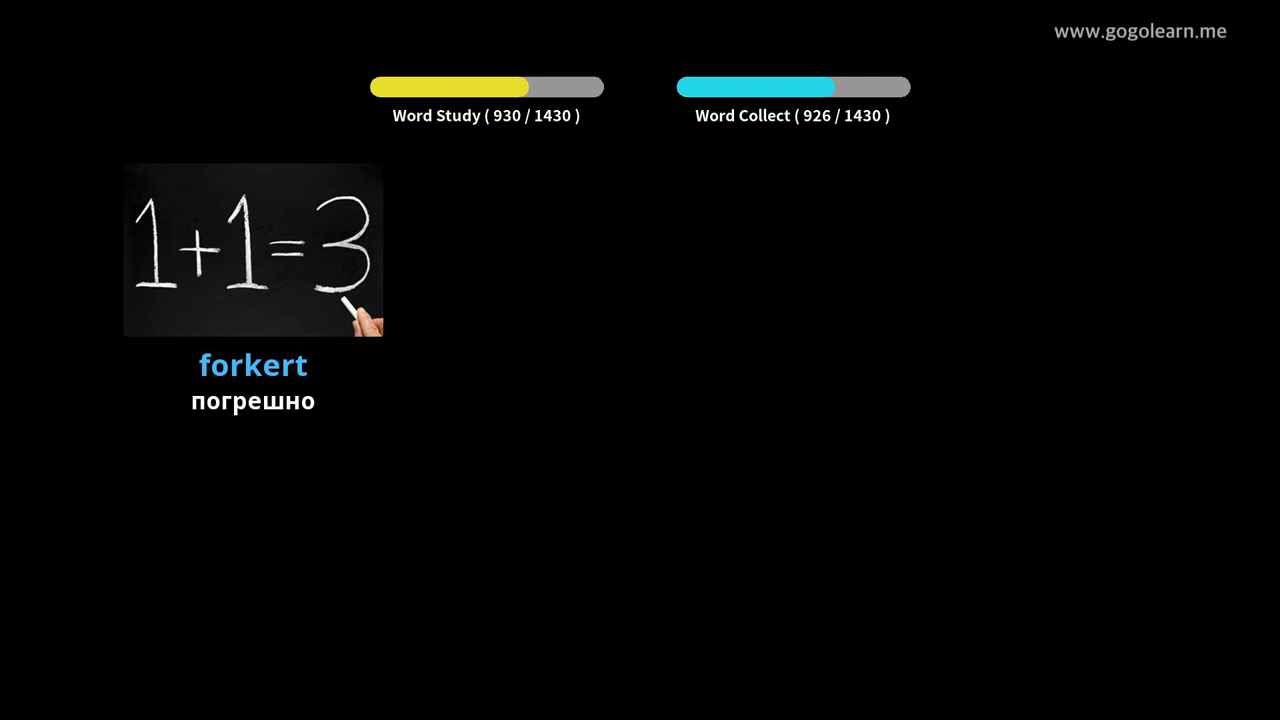 www.gogolearn.me
Word Study ( 930 / 1430 )
Word Collect ( 926 / 1430 )
1+1=3
forkert
погрешно